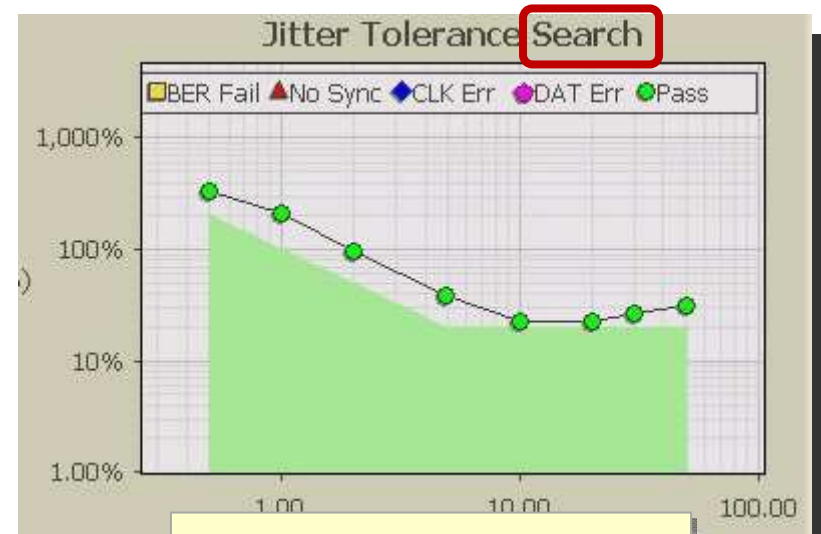 Jitter Tolerance Search
BER Fail No Sync CLK Err DAT Err Pass
1,000%
100%
)
10%
1.00%
1.00 10.00 100.00